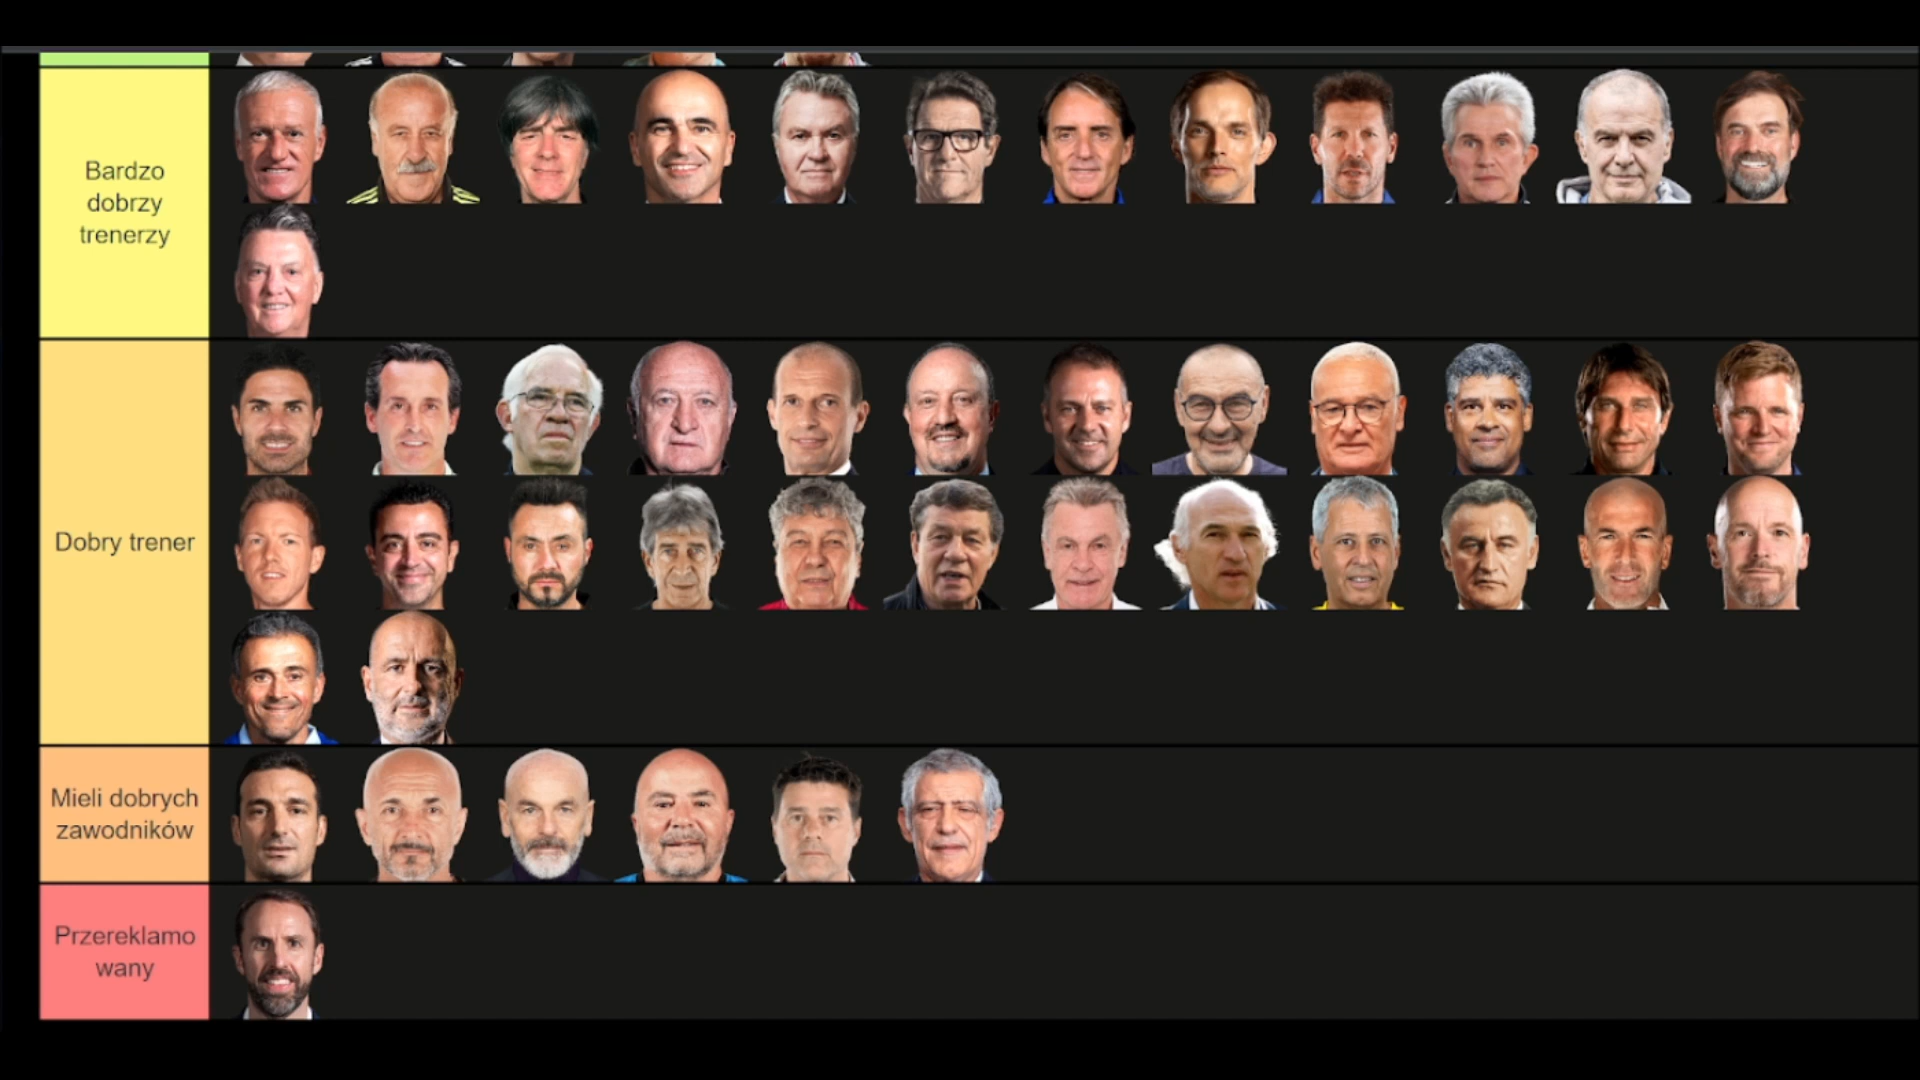 Bardzo
dobrzy
trenerzy
Dobry trener
Mieli dobrych
zawodników
Przereklamo
wany